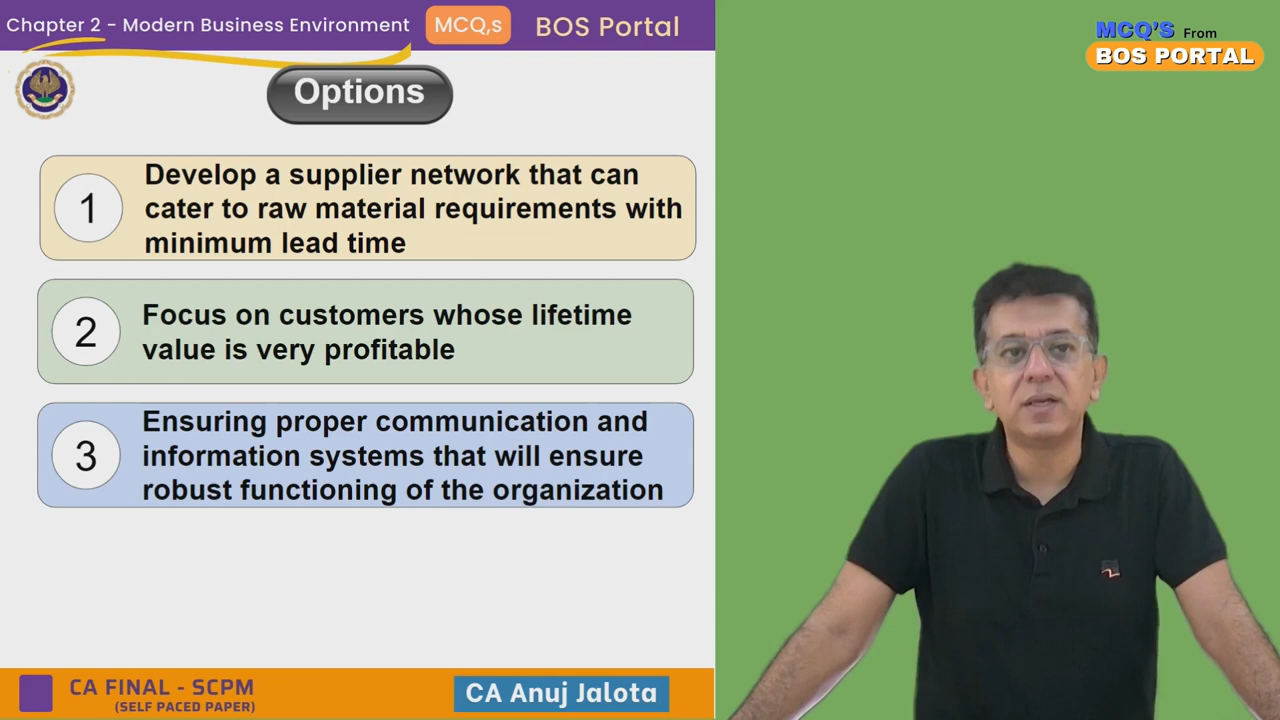 Chapter 2 - Modern Business Environment
MCQ,s
BOS Portal
MCQ'S From
BOS PORTAL
Options
1
Develop a supplier network that can
cater to raw material requirements with
minimum lead time
2
Focus on customers whose lifetime
value is very profitable
3
Ensuring proper communication and
information systems that will ensure
robust functioning of the organization
CA FINAL - SCPM
(SELF PACED PAPER)
CA Anuj Jalota